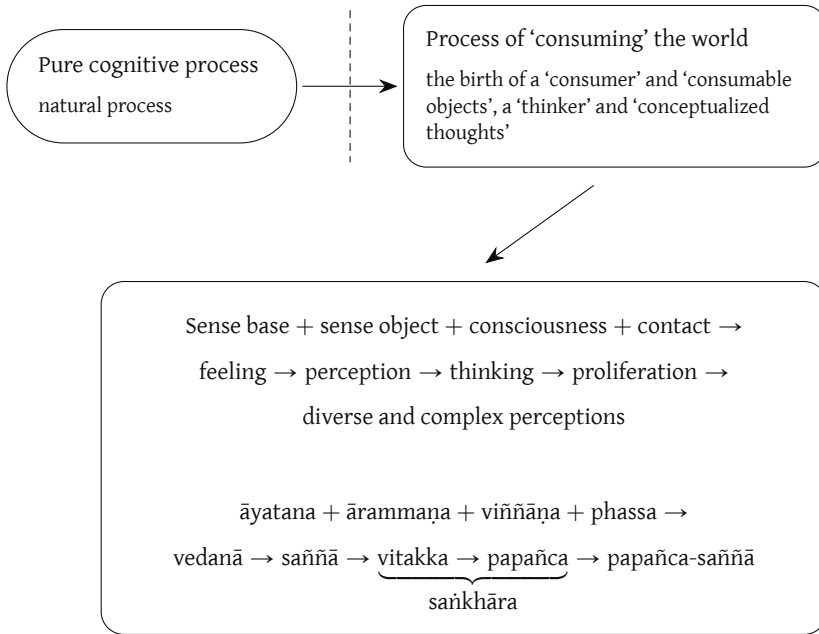 Pure cognitive process
natural process
Process of ‘consuming’ the world
the birth of a ‘consumer’ and ‘consumable
objects’, a ‘thinker’ and ‘conceptualized
thoughts’
Sense base + sense object + consciousness + contact →
feeling → perception → thinking → proliferation →
diverse and complex perceptions
āyatana + ārammaṇa + viññāṇa + phassa →
vedanā → saññā → vitakka → papañca → papañca-saññā
saṅkhāra